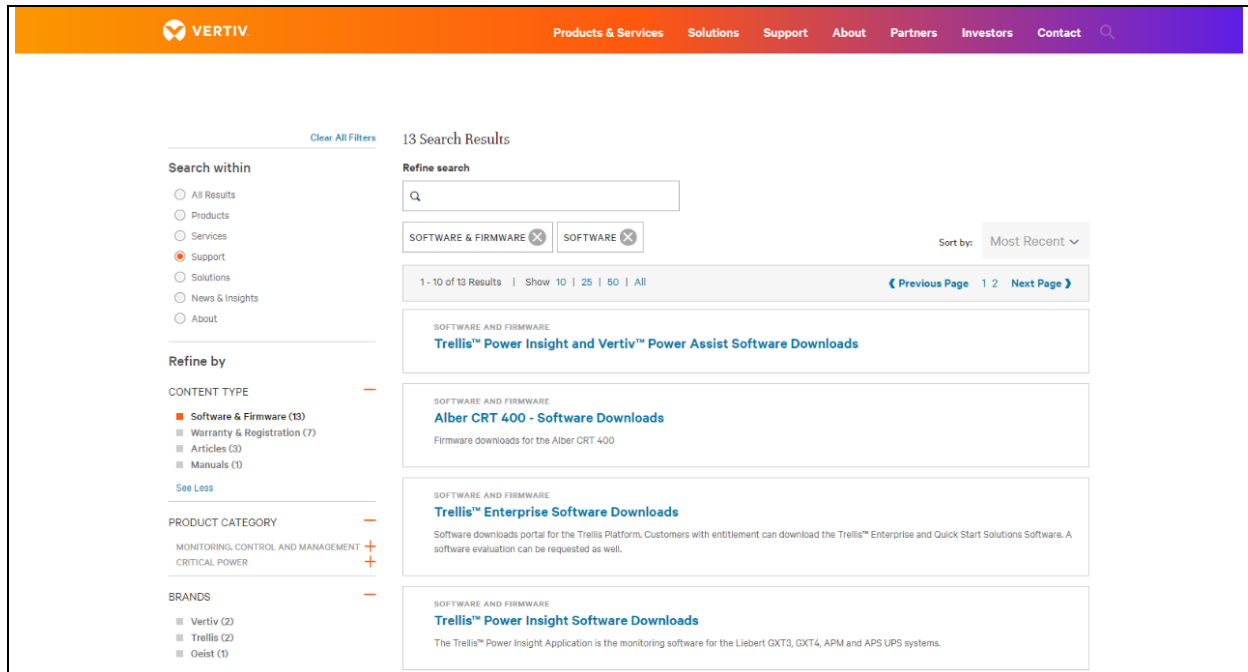 VERTIV.
Products & Services Solutions Support About Partners Investors Contact
Clear All Filters
Search within
All Results
Products
Services
Support
Solutions
News & Insights
About
Refine by
CONTENT TYPE
Software & Firmware (13)
Warranty & Registration (7)
Articles (3)
Manuals (1)
See Less
PRODUCT CATEGORY
MONITORING, CONTROL AND MANAGEMENT
CRITICAL POWER
BRANDS
Vertiv (2)
Trellis (2)
Geist (1)
13 Search Results
Refine search
SOFTWARE & FIRMWARE SOFTWARE
Sort by: Most Recent
1 - 10 of 13 Results | Show 10 | 25 | 50 | All Previous Page 1 2 Next Page
SOFTWARE AND FIRMWARE
Trellis™ Power Insight and Vertiv™ Power Assist Software Downloads
SOFTWARE AND FIRMWARE
Alber CRT 400 - Software Downloads
Firmware downloads for the Alber CRT 400
SOFTWARE AND FIRMWARE
Trellis™ Enterprise Software Downloads
Software downloads portal for the Trellis Platform. Customers with entitlement can download the Trellis™ Enterprise and Quick Start Solutions Software. A
software evaluation can be requested as well.
SOFTWARE AND FIRMWARE
Trellis™ Power Insight Software Downloads
The Trellis™ Power Insight Application is the monitoring software for the Liebert GXT3, GXT4, APM and APS UPS systems.